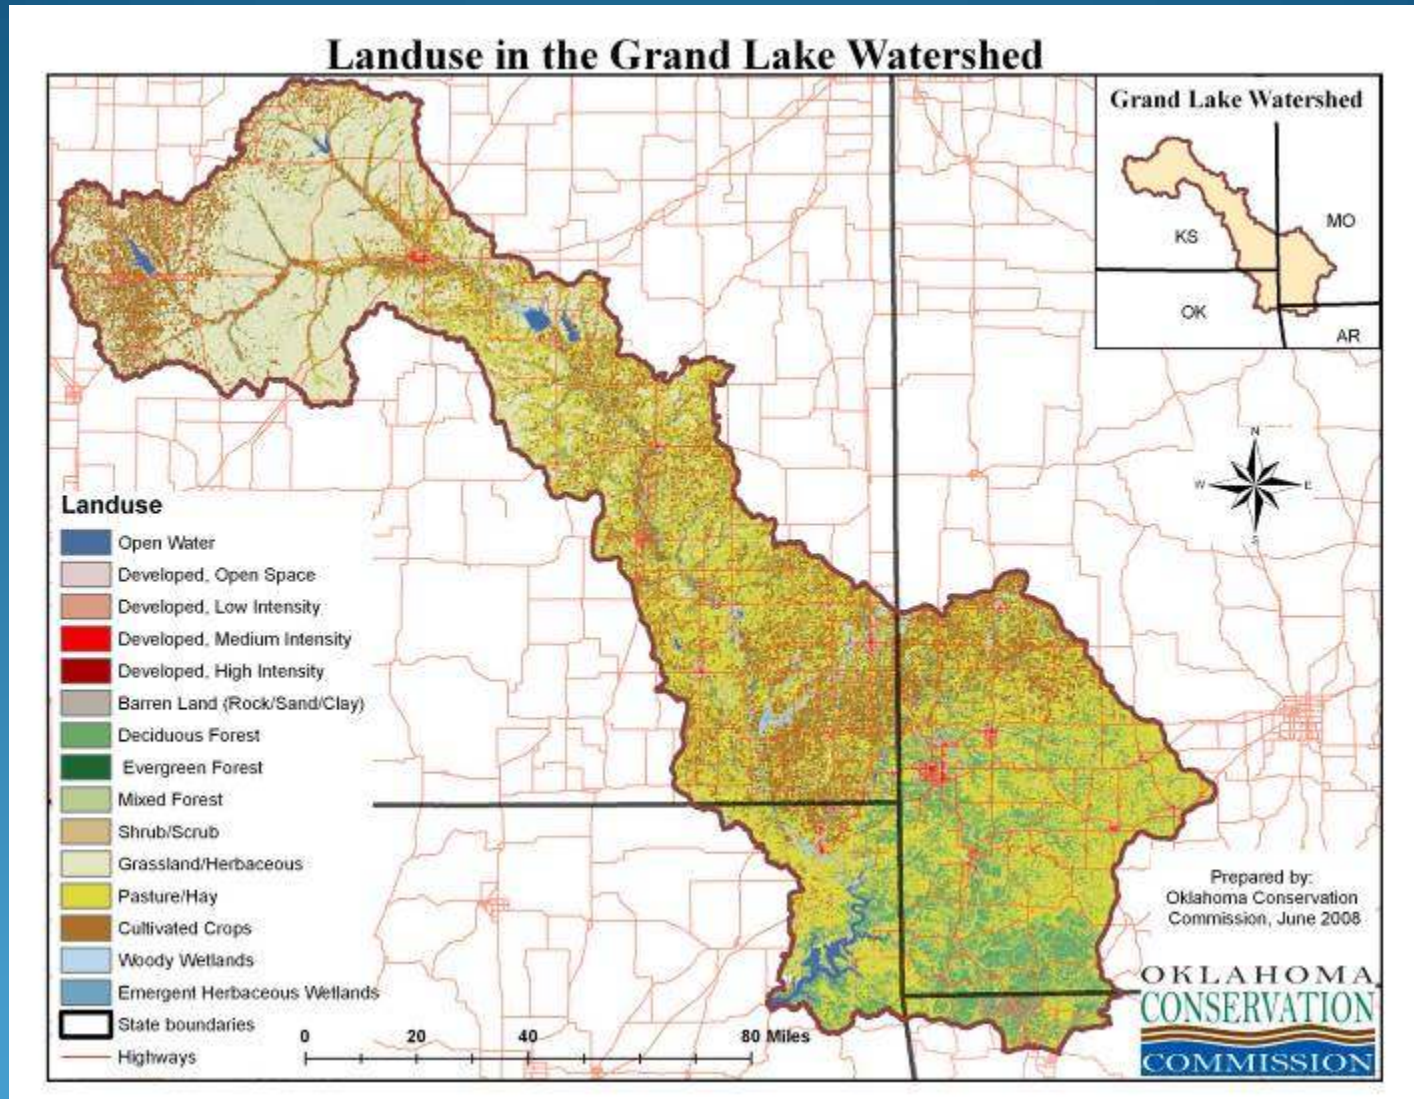 Landuse in the Grand Lake Watershed
Grand Lake Watershed
MO
KS
OK
AR
N
W
E
S
Landuse
Open Water
Developed, Open Space
Developed, Low Intensity
Developed, Medium Intensity
Developed, High Intensity
Barren Land (Rock/Sand/Clay)
Deciduous Forest
Evergreen Forest
Mixed Forest
Shrub/Scrub
Grassland/Herbaceous
Pasture/Hay
Cultivated Crops
Woody Wetlands
Emergent Herbaceous Wetlands
State boundaries
Highways
0 20 40 80 Miles
Prepared by:
Oklahoma Conservation
Commission, June 2008
OKLAHOMA
CONSERVATION
COMMISSION